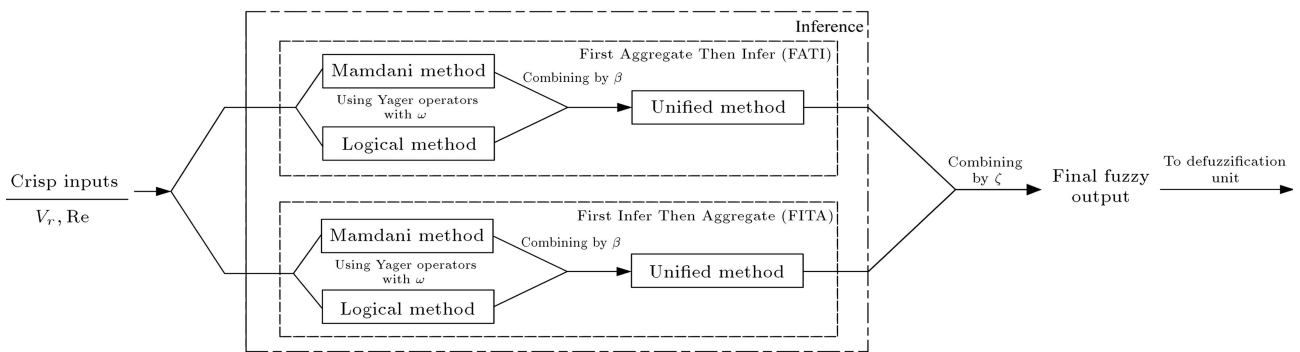 Inference
First Aggregate Then Infer (FATI)
Mamdani method
Combining by β
Using Yager operators
with ω
Unified method
Logical method
Crisp inputs
V_r, Re
Combining
by ζ
Final fuzzy
output
To defuzzification
unit
First Infer Then Aggregate (FITA)
Mamdani method
Combining by β
Using Yager operators
with ω
Unified method
Logical method